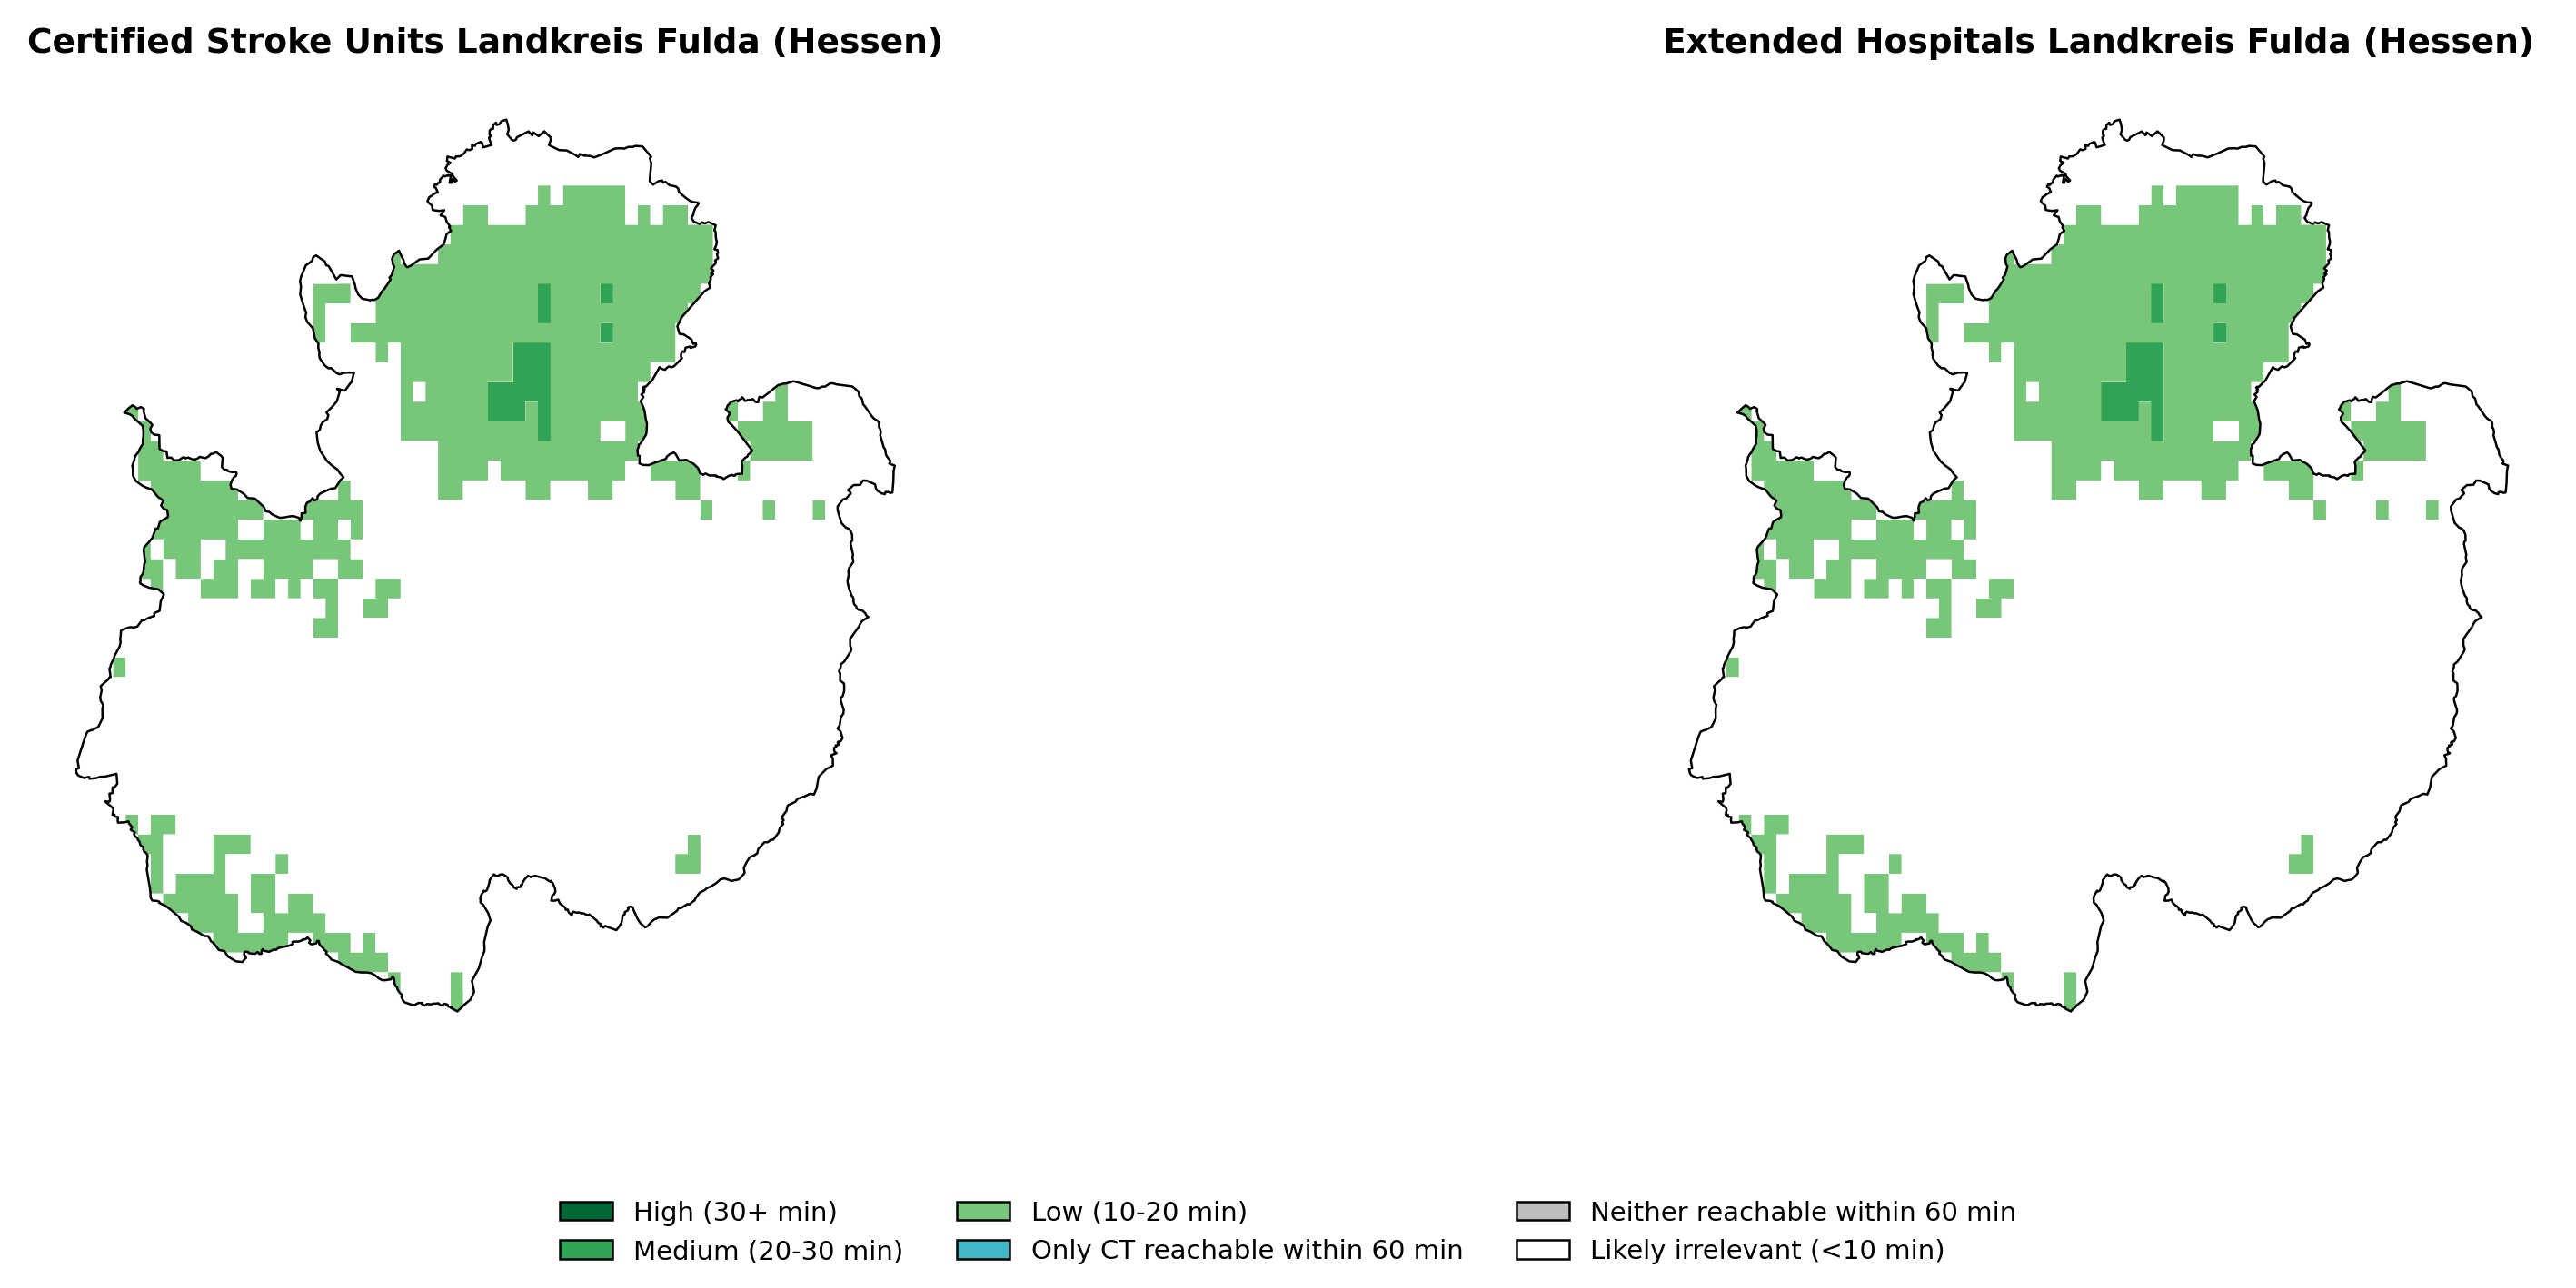 Certified Stroke Units Landkreis Fulda (Hessen)
Extended Hospitals Landkreis Fulda (Hessen)
High (30+ min)
Medium (20-30 min)
Low (10-20 min)
Only CT reachable within 60 min
Neither reachable within 60 min
Likely irrelevant (<10 min)